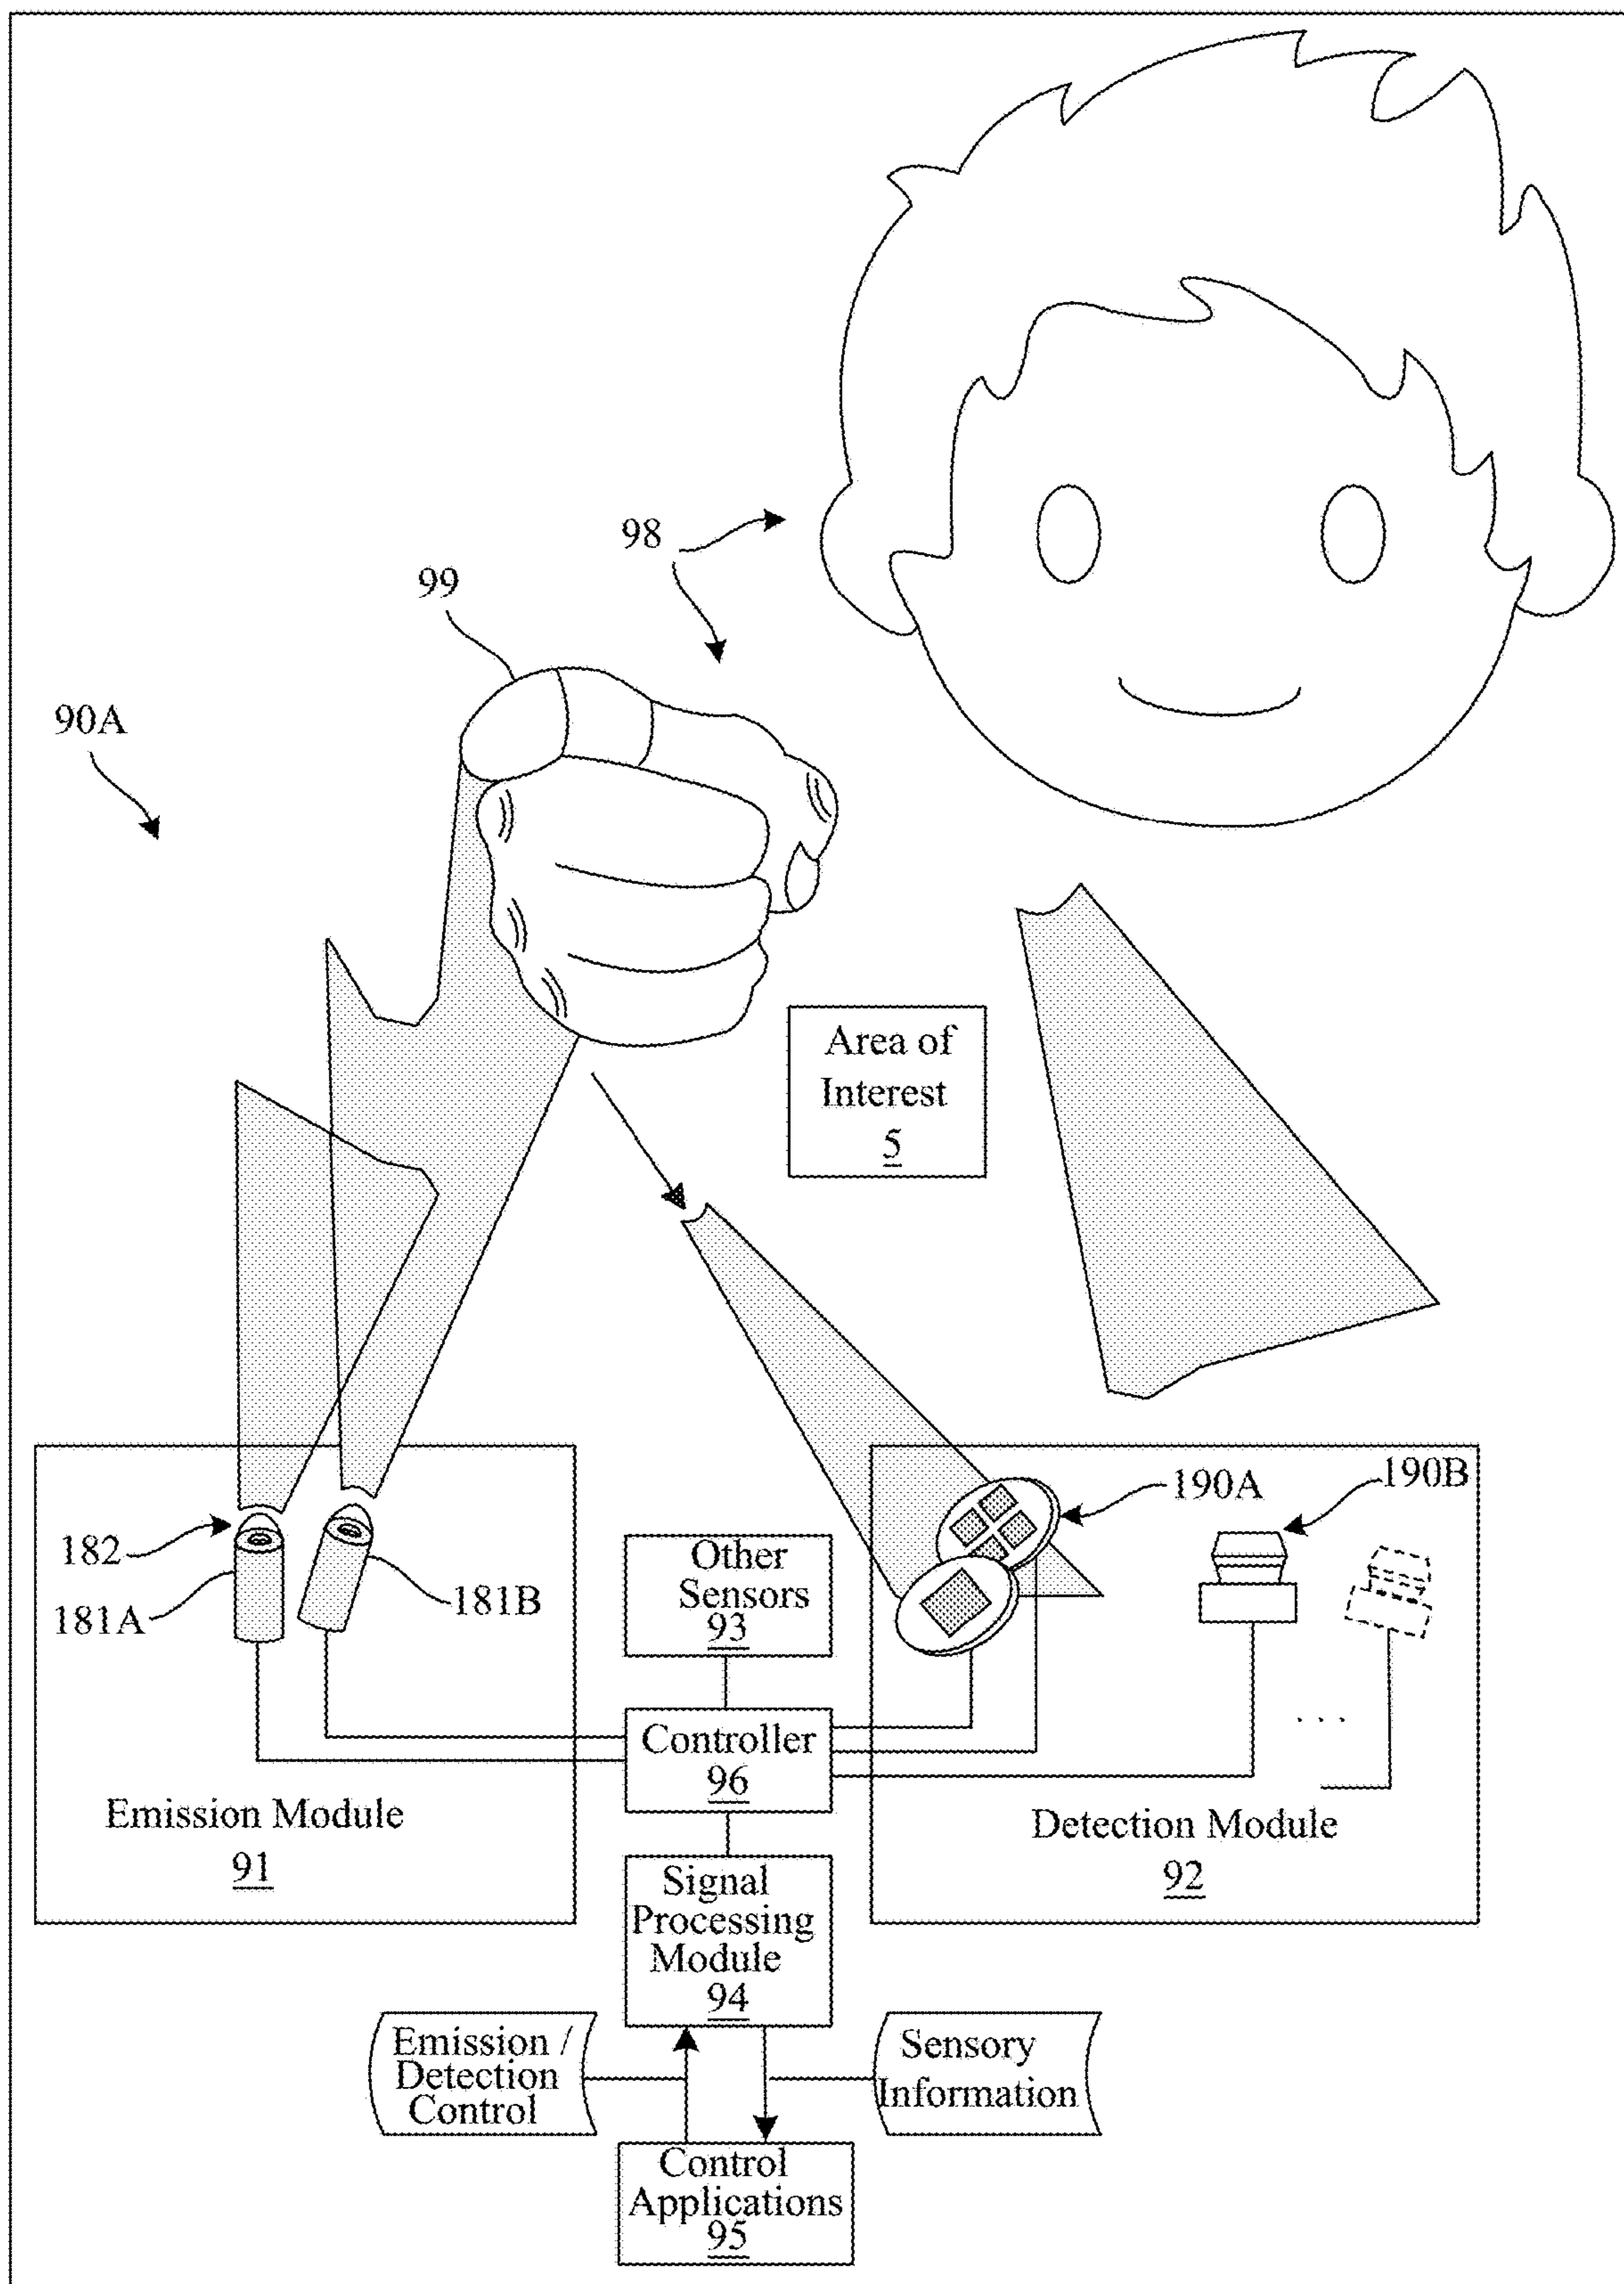 98
99
90A
Area of
Interest
5
190A
190B
182
181A
181B
Other
Sensors
93
Controller
96
Emission Module
91
Detection Module
92
. . .
Signal
Processing
Module
94
Emission /
Detection
Control
Sensory
Information
Control
Applications
95